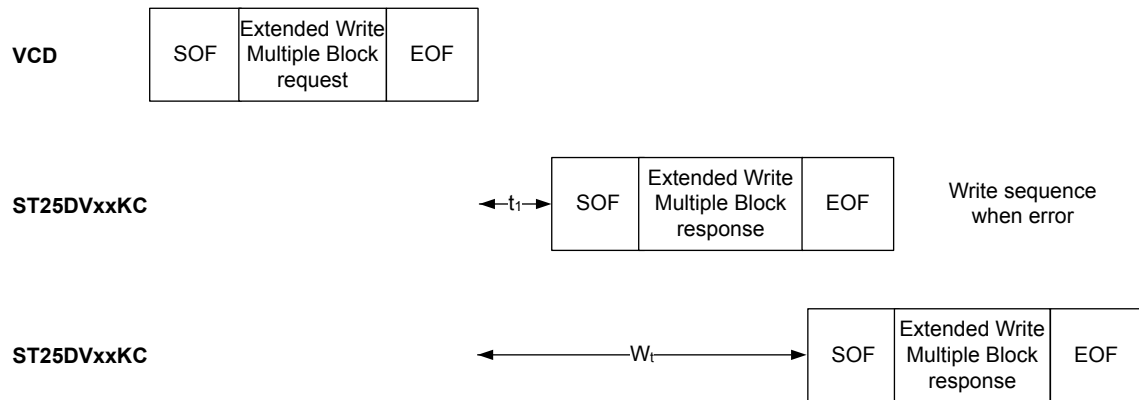 VCD
SOF
Extended Write
Multiple Block
request
EOF
ST25DVxxKC
t1
SOF
Extended Write
Multiple Block
response
EOF
Write sequence
when error
ST25DVxxKC
Wt
SOF
Extended Write
Multiple Block
response
EOF